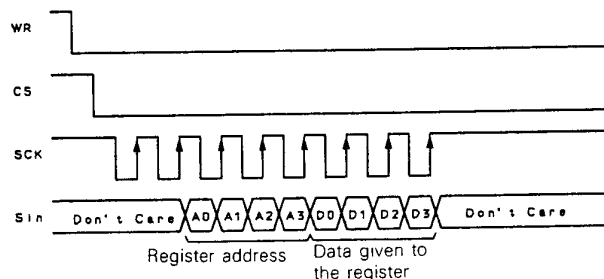 WR
CS
SCK
Sin Don't Care A0 A1 A2 A3 D0 D1 D2 D3 Don't Care
Register address Data given to
the register